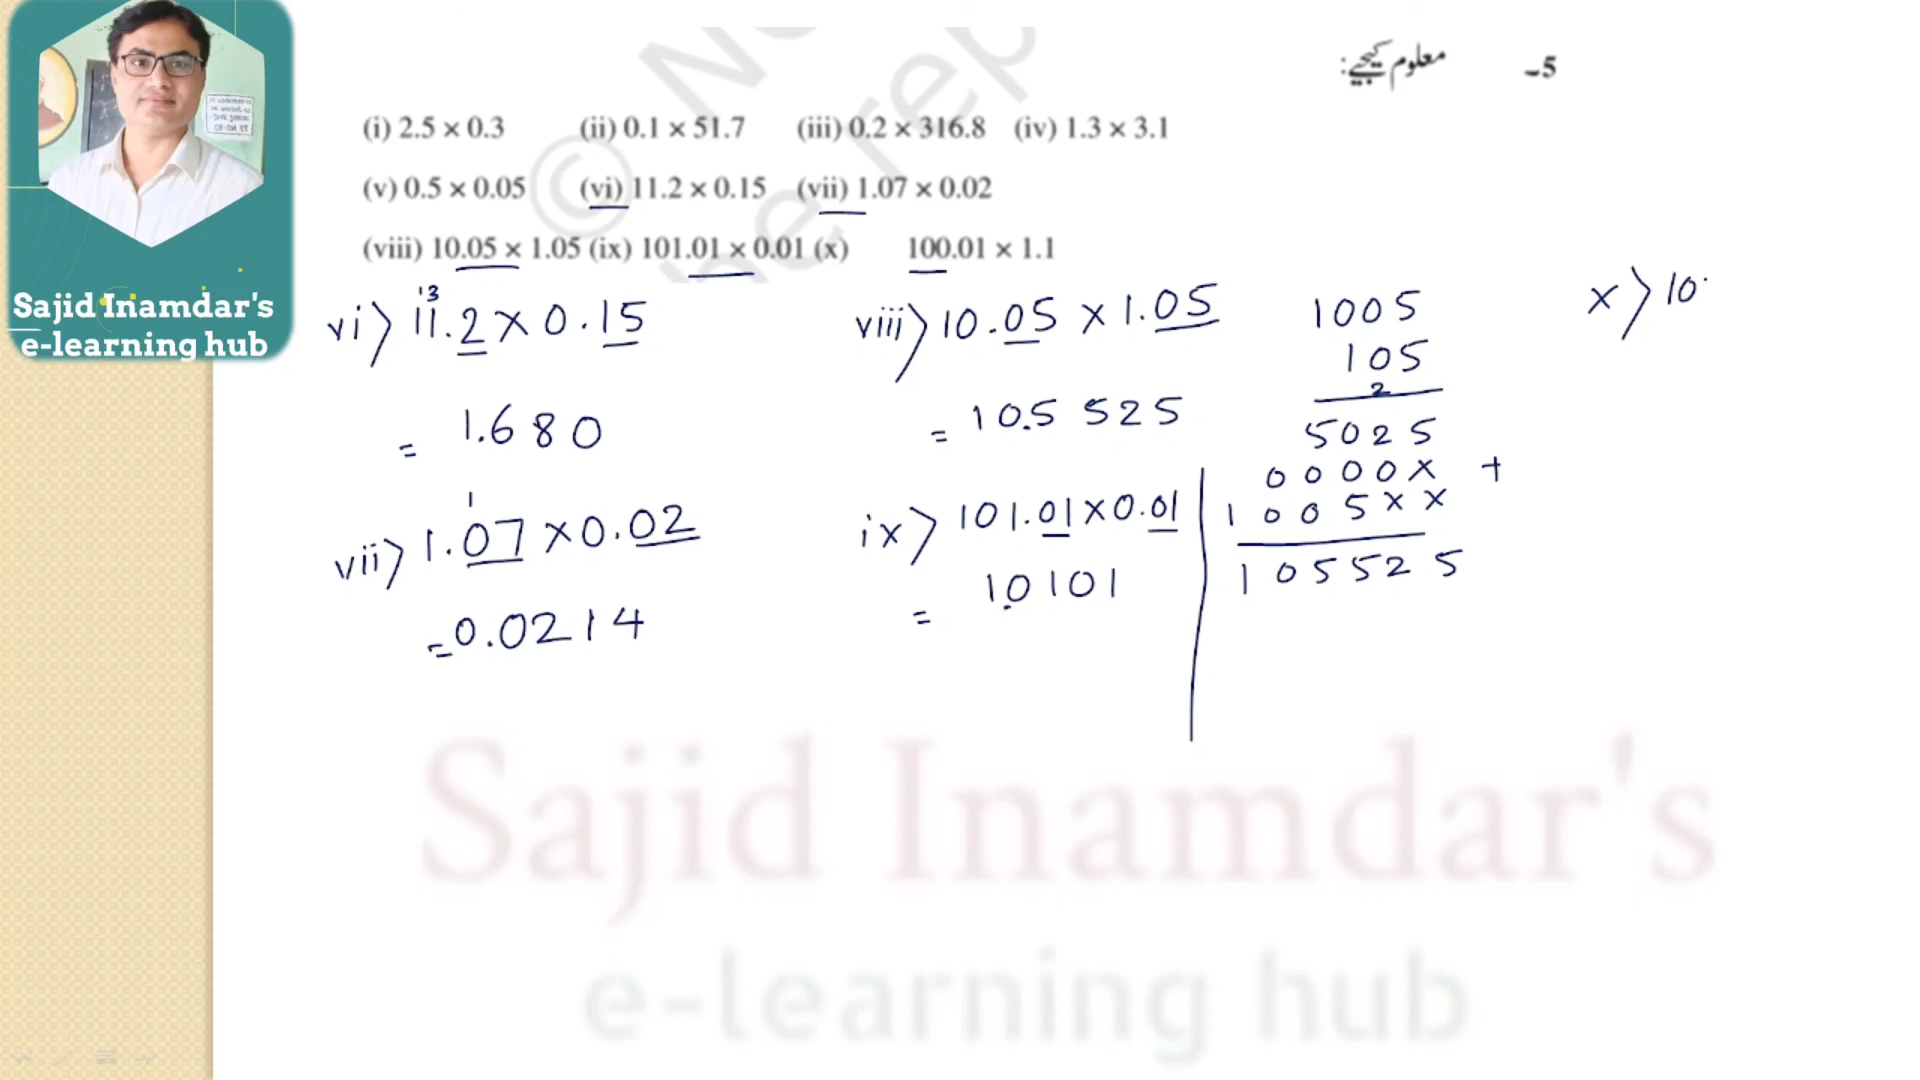 5- معلوم کیجیے:
(i) 2.5 × 0.3 (ii) 0.1 × 51.7 (iii) 0.2 × 316.8 (iv) 1.3 × 3.1
(v) 0.5 × 0.05 (vi) 11.2 × 0.15 (vii) 1.07 × 0.02
(viii) 10.05 × 1.05 (ix) 101.01 × 0.01 (x) 100.01 × 1.1
Sajid Inamdar's
e-learning hub
13
vi> 11.2 × 0.15
= 1.680
1
vii> 1.07 × 0.02
= 0.0214
viii> 10.05 × 1.05
= 10.5525
ix> 101.01 × 0.01
= 1.0101
1005
105
2
5025
0000× +
1005××
105525
x> 10.
Sajid Inamdar's
e-learning hub